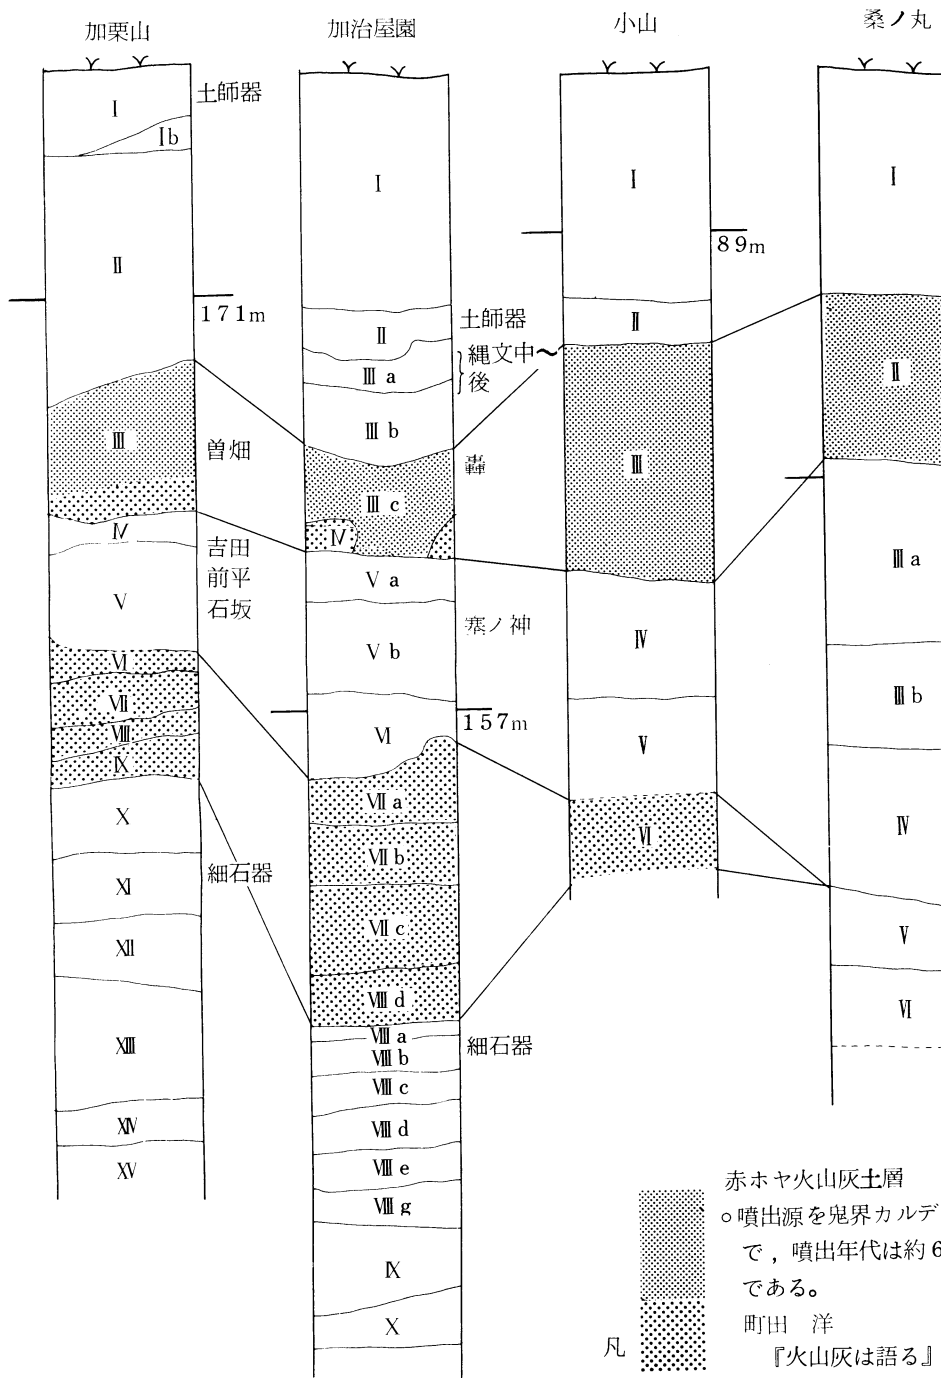 加栗山
加治屋園
小山
桑ノ丸
Ⅰ
土師器
Ⅰb
Ⅱ
171m
Ⅲ
曽畑
Ⅳ
吉田
前平
石坂
Ⅴ
Ⅵ
Ⅶ
Ⅷ
Ⅸ
Ⅹ
Ⅺ
細石器
Ⅻ
XIII
XIV
XV
Ⅰ
Ⅱ
土師器
Ⅲa
縄文中〜
後
Ⅲb
轟
Ⅲc
Ⅳ
Ⅴa
塞ノ神
Ⅴb
157m
Ⅵ
Ⅶa
Ⅶb
Ⅶc
Ⅷd
Ⅷa
細石器
Ⅷb
Ⅷc
Ⅷd
Ⅷe
Ⅷg
Ⅸ
Ⅹ
Ⅰ
89m
Ⅱ
Ⅲ
Ⅳ
Ⅴ
Ⅵ
Ⅰ
Ⅱ
Ⅲa
Ⅲb
Ⅳ
Ⅴ
Ⅵ
赤ホヤ火山灰土層
○噴出源を鬼界カルデ
で，噴出年代は約6
である。
町田　洋
『火山灰は語る』
凡